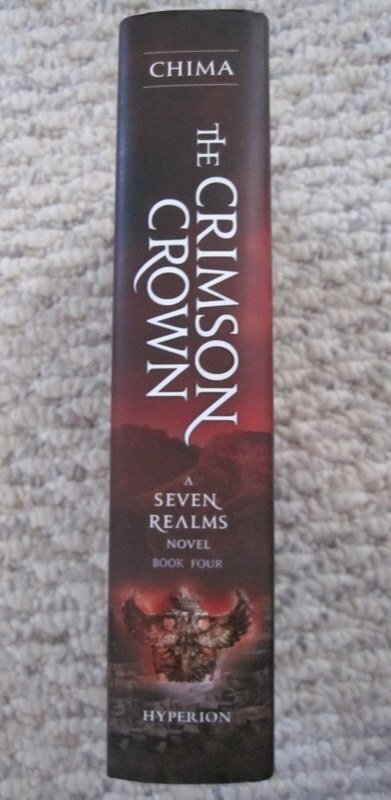 CHIMA
THE CRIMSON
CROWN
A
SEVEN
REALMS
NOVEL
BOOK FOUR
HYPERION